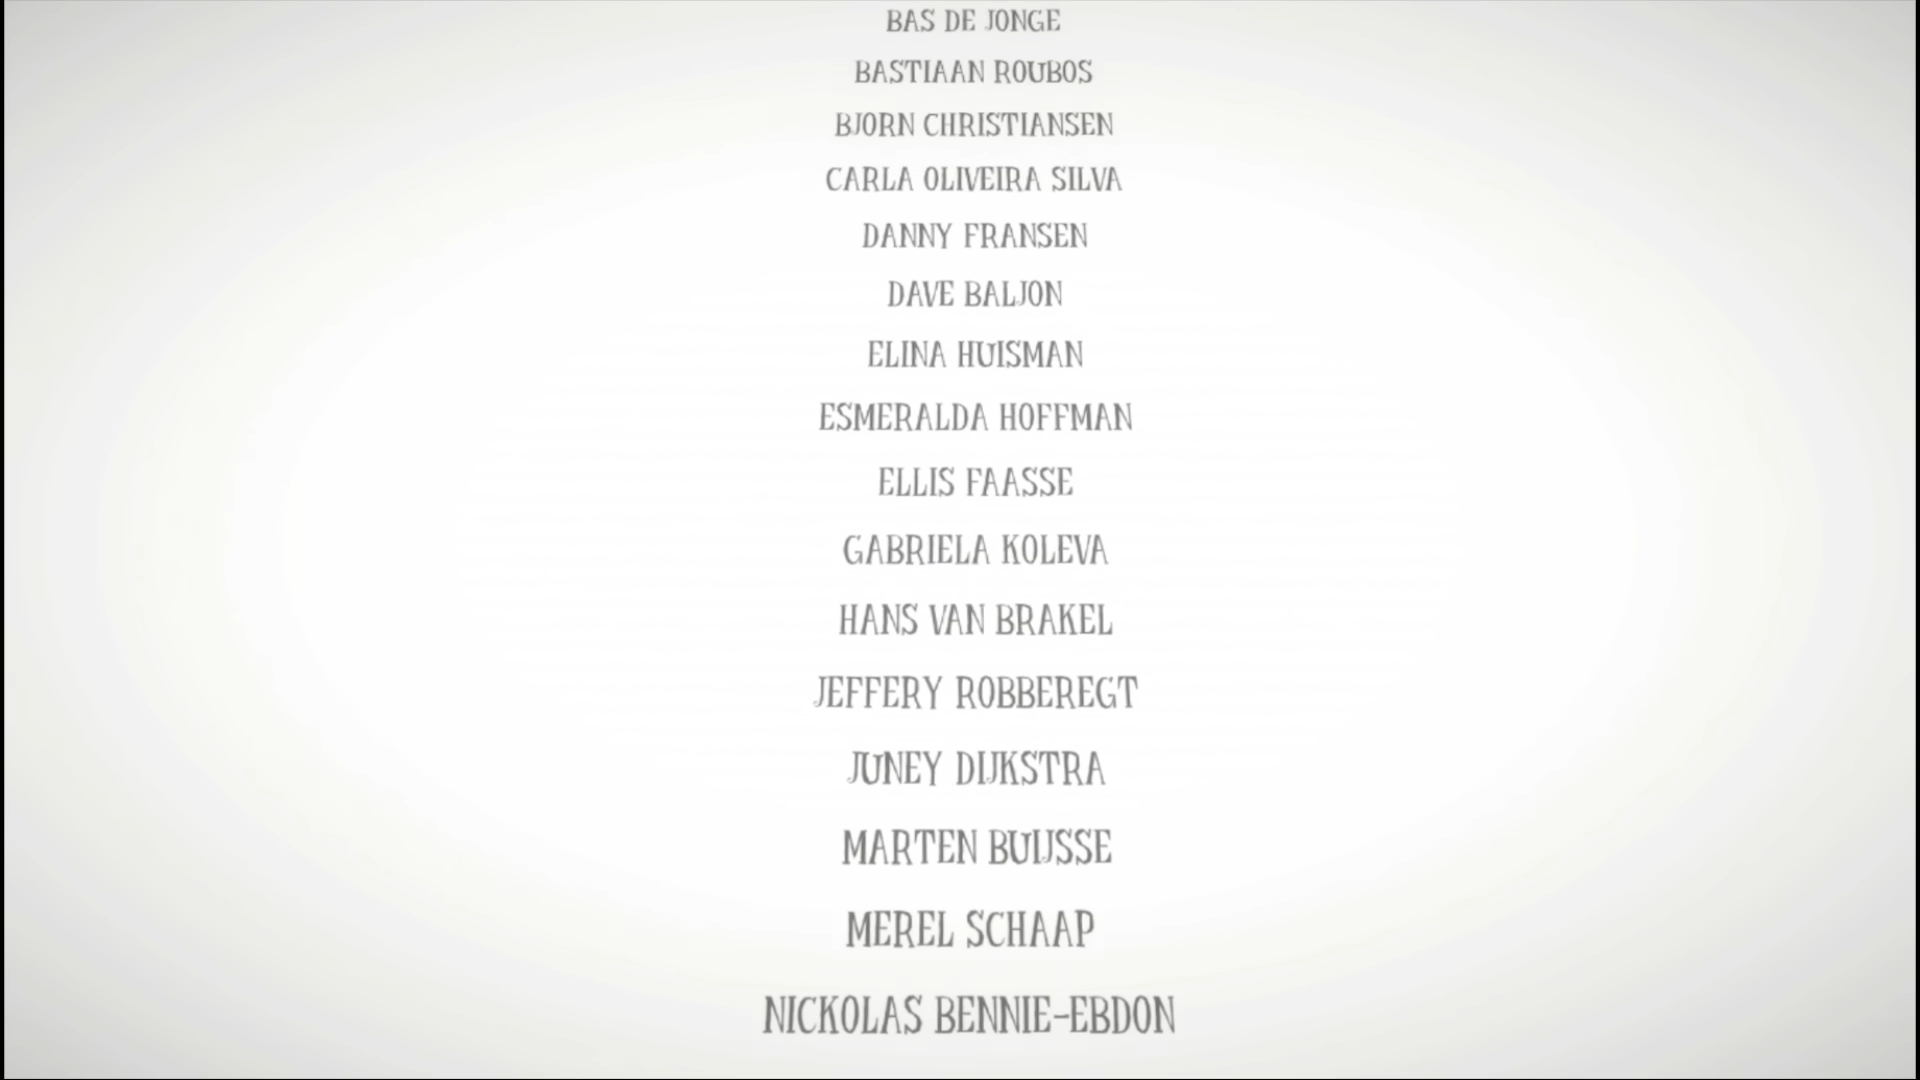 BAS DE JONGE
BASTIAAN ROUBOS
BJORN CHRISTIANSEN
CARLA OLIVEIRA SILVA
DANNY FRANSEN
DAVE BALJON
ELINA HUISMAN
ESMERALDA HOFFMAN
ELLIS FAASSE
GABRIELA KOLEVA
HANS VAN BRAKEL
JEFFERY ROBBEREGT
JUNEY DIJKSTRA
MARTEN BUIJSSE
MEREL SCHAAP
NICKOLAS BENNIE-EBDON